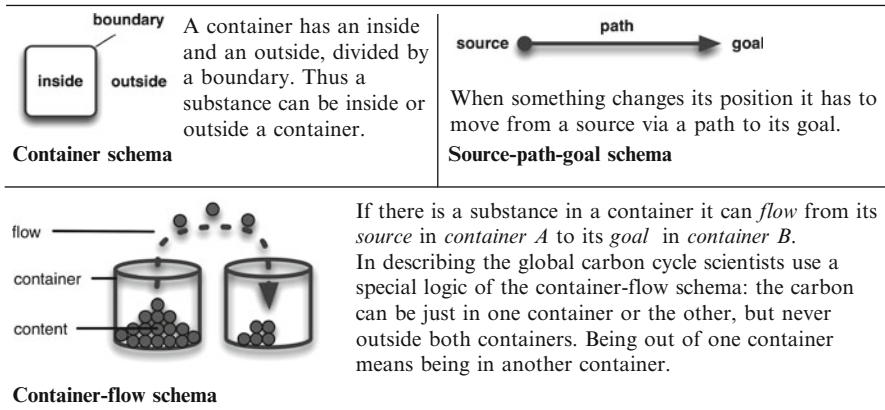 boundary
inside
outside
A container has an inside
and an outside, divided by
a boundary. Thus a
substance can be inside or
outside a container.
Container schema
path
source
goal
When something changes its position it has to
move from a source via a path to its goal.
Source-path-goal schema
flow
container
content
If there is a substance in a container it can flow from its
source in container A to its goal in container B.
In describing the global carbon cycle scientists use a
special logic of the container-flow schema: the carbon
can be just in one container or the other, but never
outside both containers. Being out of one container
means being in another container.
Container-flow schema